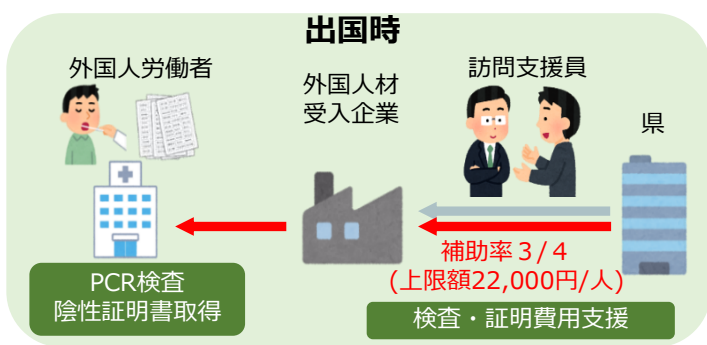 出国時
外国人労働者
外国人材
受入企業
訪問支援員
県
補助率３/４
(上限額22,000円/人)
PCR検査
陰性証明書取得
検査・証明費用支援